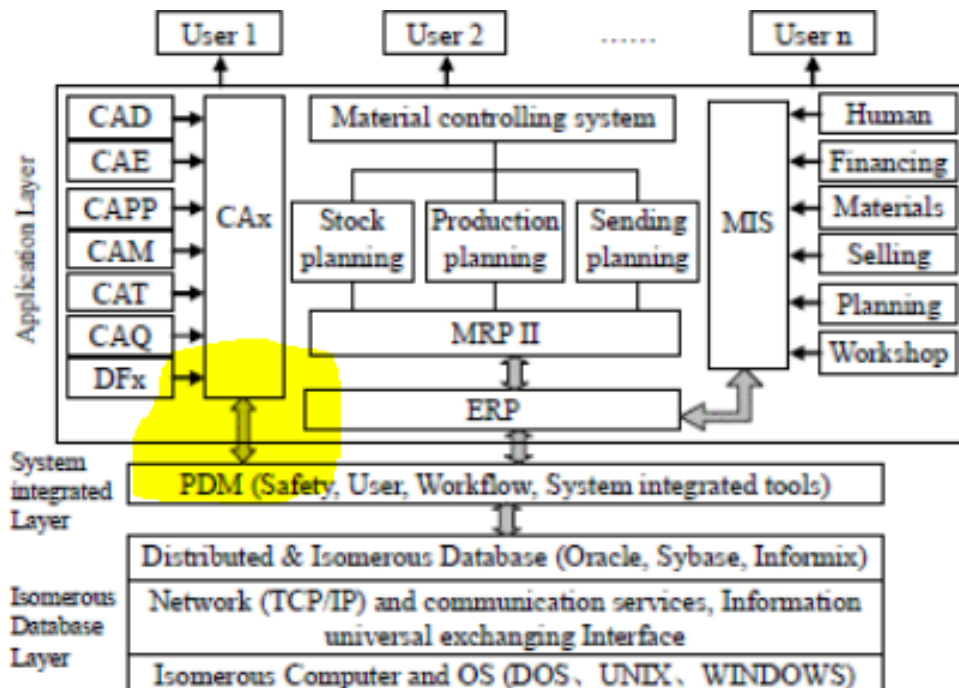 User 1
User 2
......
User n
Application Layer
CAD
CAE
CAPP
CAM
CAT
CAQ
DFx
CAx
Material controlling system
Stock
planning
Production
planning
Sending
planning
MRP II
ERP
MIS
Human
Financing
Materials
Selling
Planning
Workshop
System
integrated
Layer
PDM (Safety, User, Workflow, System integrated tools)
Isomerous
Database
Layer
Distributed & Isomerous Database (Oracle, Sybase, Informix)
Network (TCP/IP) and communication services, Information
universal exchanging Interface
Isomerous Computer and OS (DOS、UNIX、WINDOWS)